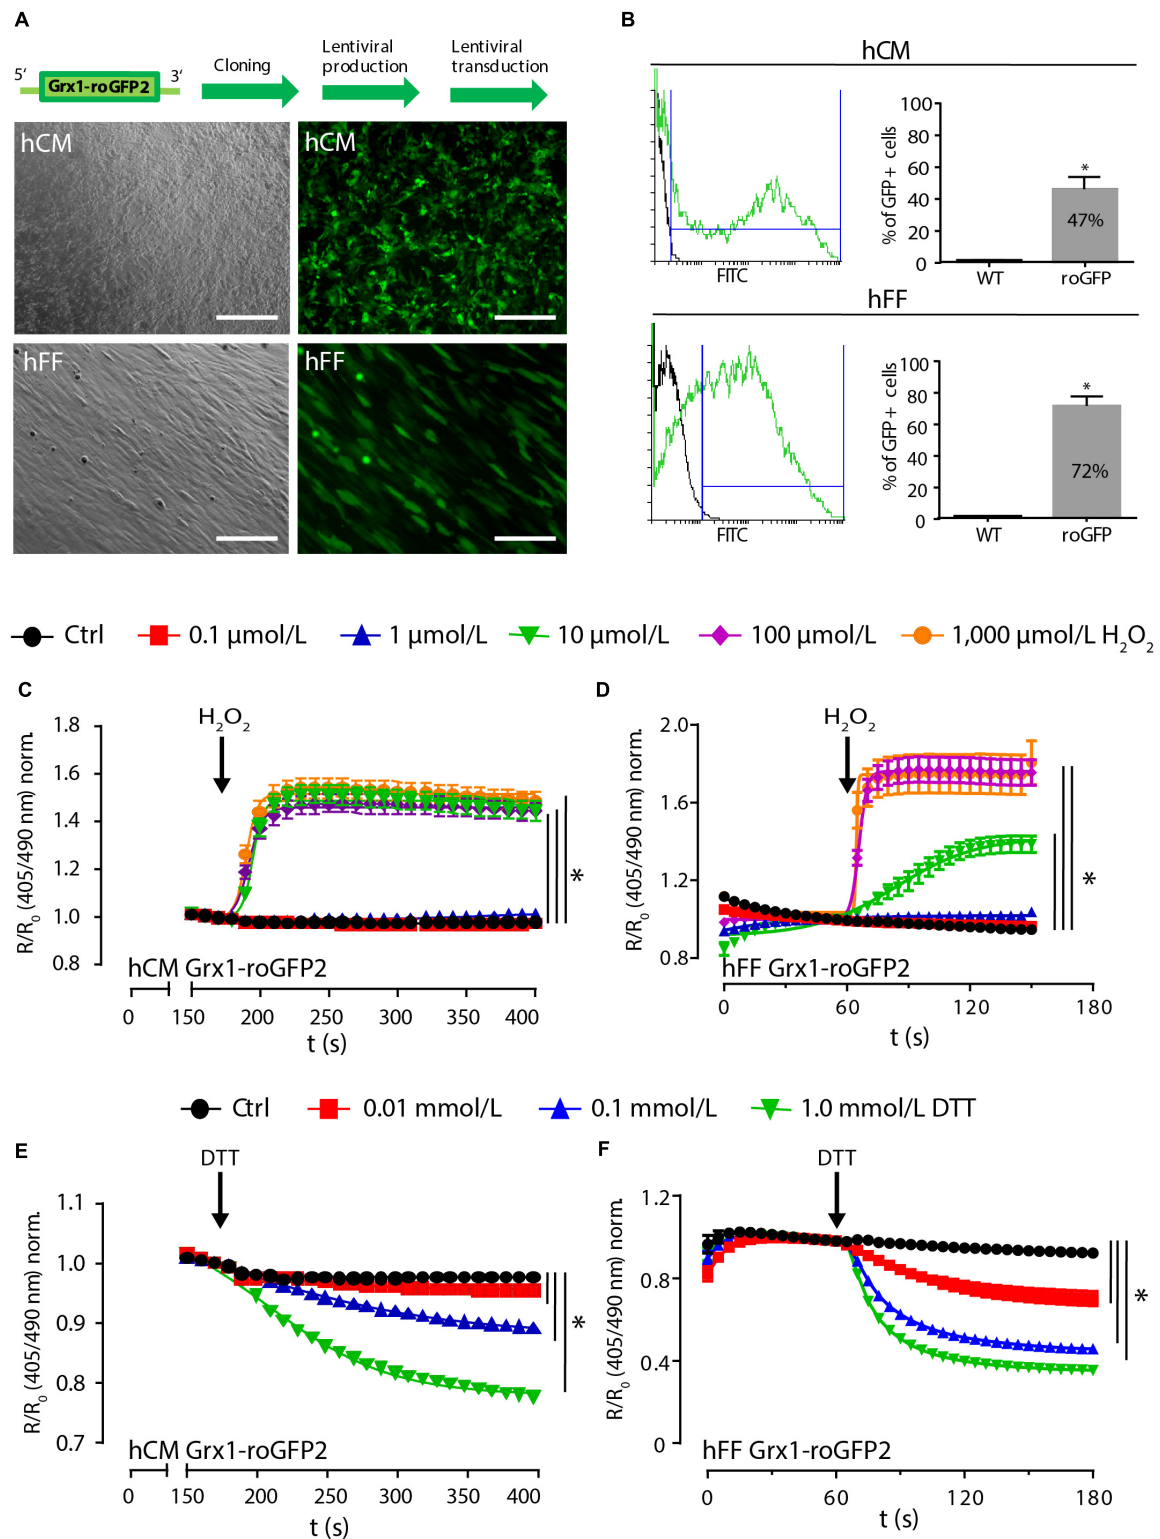 A
5‘
Grx1-roGFP2
3‘
Cloning
Lentiviral
production
Lentiviral
transduction
hCM
hCM
hFF
hFF
B
hCM
FITC
% of GFP+ cells
100
80
60
40
20
0
*
47%
WT
roGFP
hFF
FITC
% of GFP+ cells
100
80
60
40
20
0
*
72%
WT
roGFP
Ctrl
0.1 µmol/L
1 µmol/L
10 µmol/L
100 µmol/L
1,000 µmol/L H₂O₂
C
H₂O₂
R/R₀ (405/490 nm) norm.
1.8
1.6
1.4
1.2
1.0
0.8
*
hCM Grx1-roGFP2
0
150
200
250
300
350
400
t (s)
D
H₂O₂
R/R₀ (405/490 nm) norm.
2.0
1.6
1.2
0.8
*
hFF Grx1-roGFP2
0
60
120
180
t (s)
Ctrl
0.01 mmol/L
0.1 mmol/L
1.0 mmol/L DTT
E
DTT
R/R₀ (405/490 nm) norm.
1.1
1.0
0.9
0.8
0.7
*
hCM Grx1-roGFP2
0
150
200
250
300
350
400
t (s)
F
DTT
R/R₀ (405/490 nm) norm.
1.2
0.8
0.4
0
*
hFF Grx1-roGFP2
0
60
120
180
t (s)